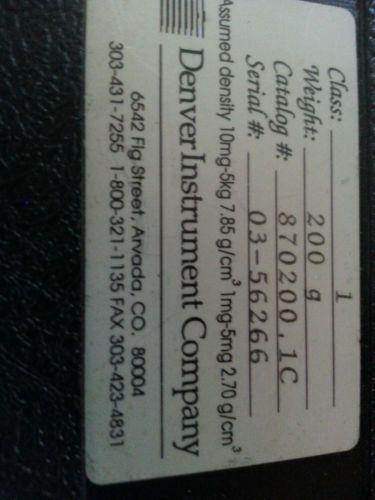 Class: 1
Weight: 200 g
Catalog #: 870200.1C
Serial #: 03-56266
Assumed density 10mg-5kg 7.85 g/cm³ 1mg-5mg 2.70 g/cm³
Denver Instrument Company
6542 Fig Street, Arvada, CO. 80004
303-431-7255 1-800-321-1135 FAX 303-423-4831